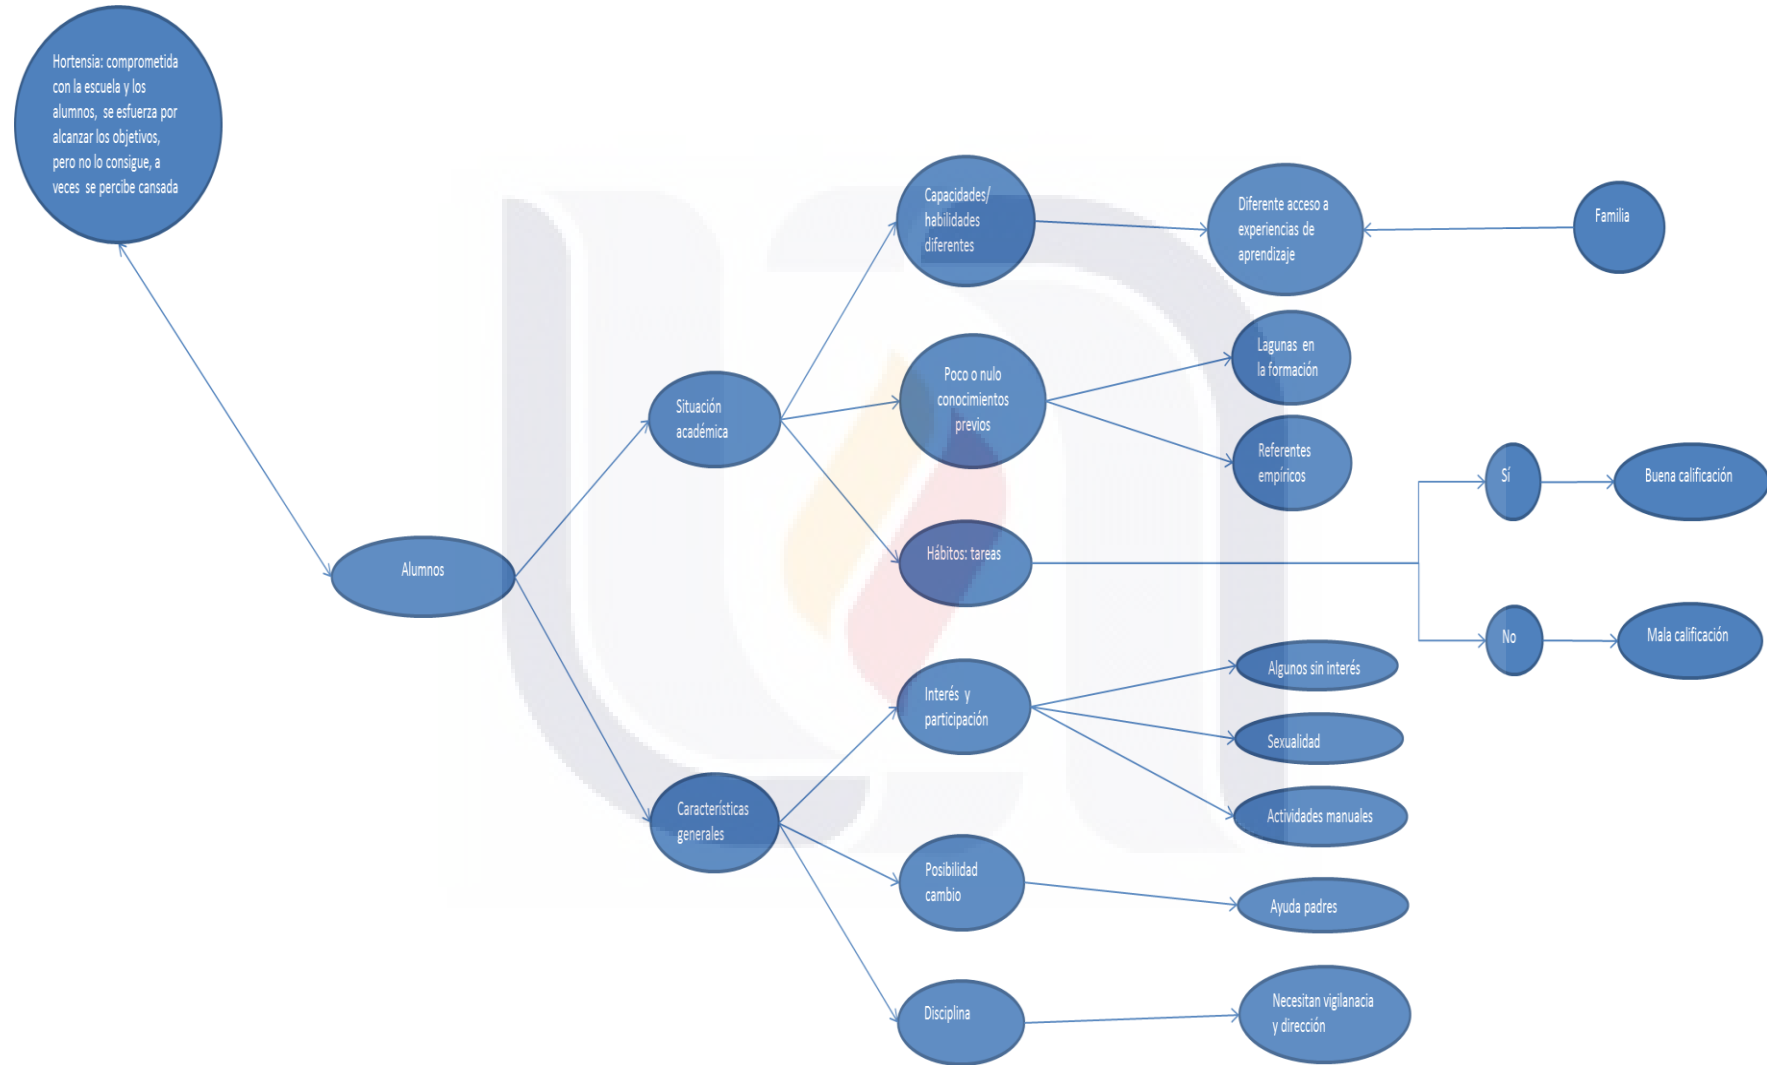 Hortensia: comprometida
con la escuela y los
alumnos, se esfuerza por
alcanzar los objetivos,
pero no lo consigue, a
veces se percibe cansada
Alumnos
Situación
académica
Capacidades/
habilidades
diferentes
Diferente acceso a
experiencias de
aprendizaje
Familia
Poco o nulo
conocimientos
previos
Lagunas en
la formación
Referentes
empíricos
Hábitos: tareas
Sí
Buena calificación
No
Mala calificación
Características
generales
Interés y
participación
Algunos sin interés
Sexualidad
Actividades manuales
Posibilidad
cambio
Ayuda padres
Disciplina
Necesitan vigilanacia
y dirección